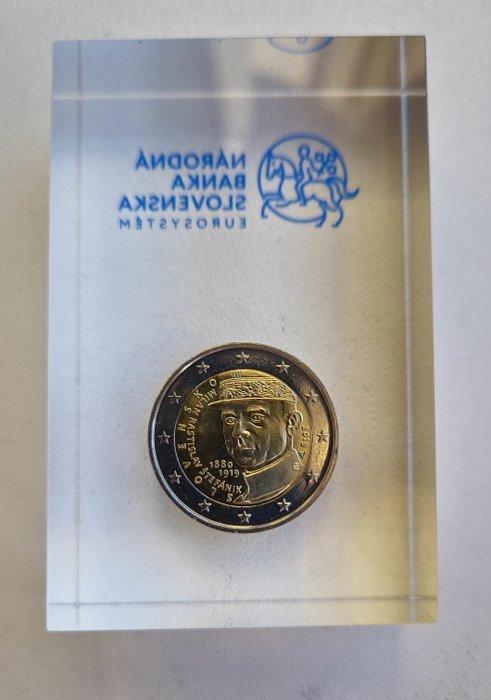 NÁRODNÁ
BANKA
SLOVENSKA
EUROSYSTÉM
SLOVENSKO
MILAN RASTISLAV ŠTEFÁNIK
1880
1919
2019